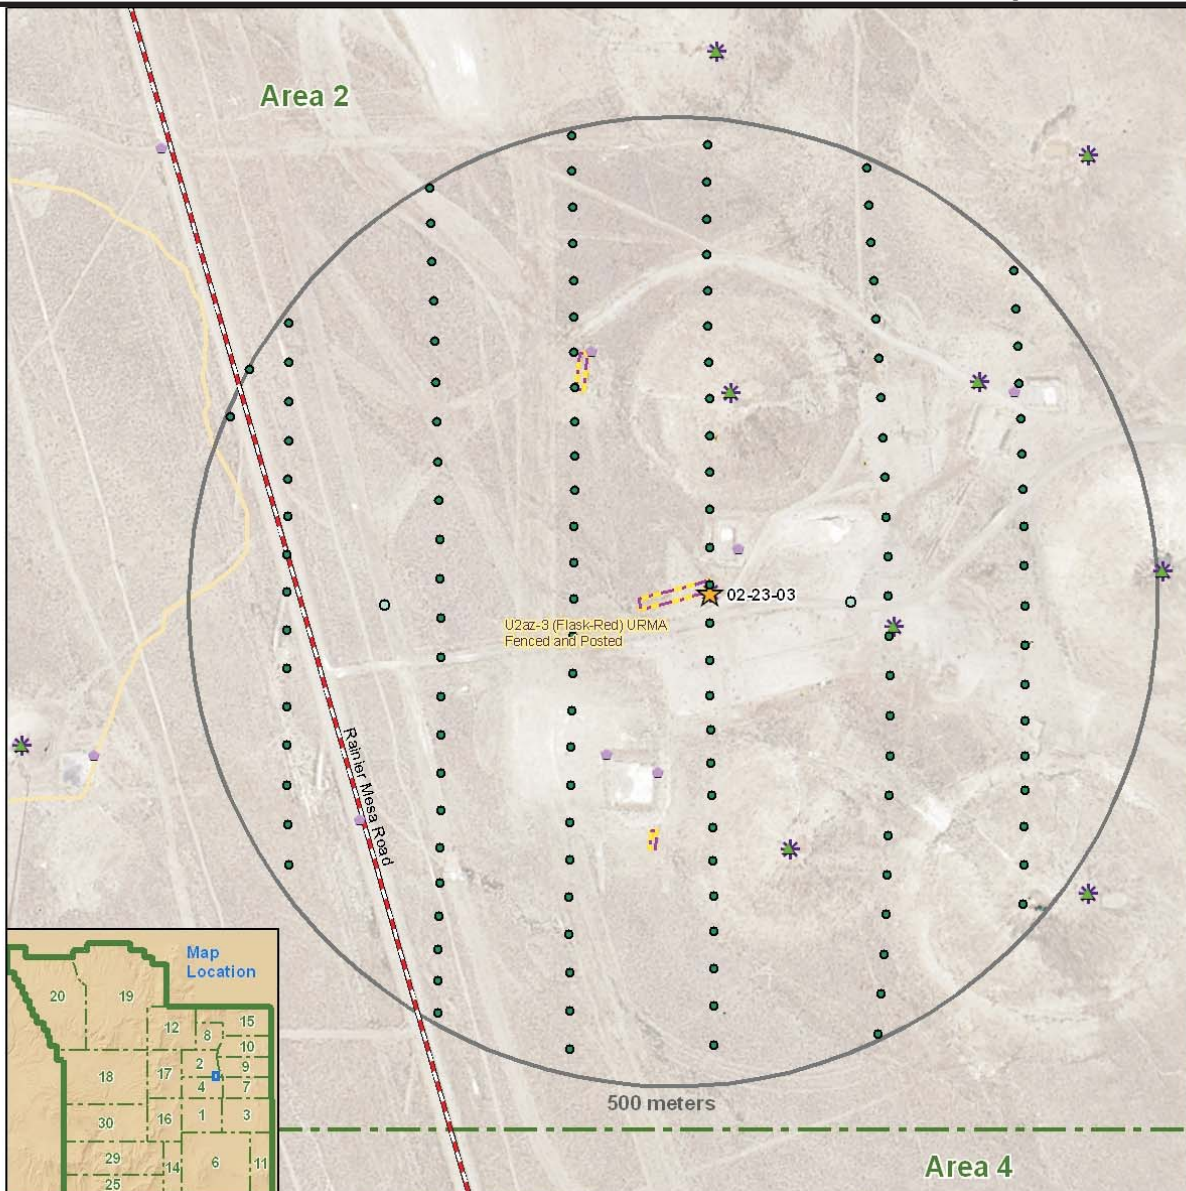 Area 2
02-23-03
U2az-3 (Flask-Red) URMA
Fenced and Posted
Rainier Mesa Road
500 meters
Area 4
Map
Location
20
19
12
8
15
10
2
9
18
17
4
7
30
16
1
3
29
14
6
11
25